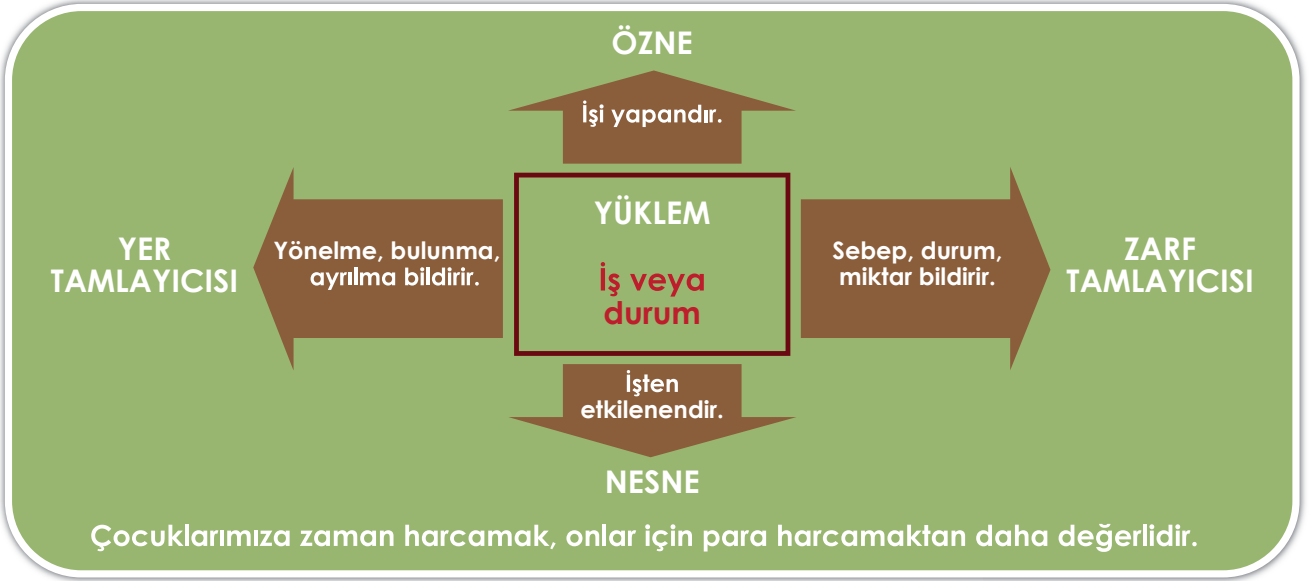 ÖZNE
İşi yapandır.
YER
TAMLAYICISI
Yönelme, bulunma,
ayrılma bildirir.
YÜKLEM
İş veya
durum
Sebep, durum,
miktar bildirir.
ZARF
TAMLAYICISI
İşten
etkilenendir.
NESNE
Çocuklarımıza zaman harcamak, onlar için para harcamaktan daha değerlidir.